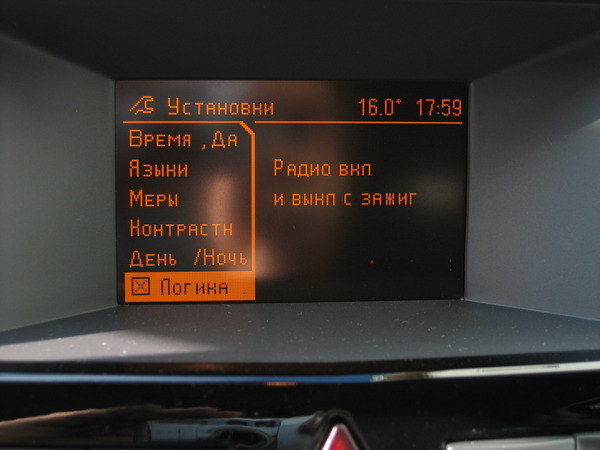 Установки 16.0° 17:59
Время , Да
Языки
Меры
Контрастн
День /Ночь
Логика .
Радио вкл
и выкл с зажиг